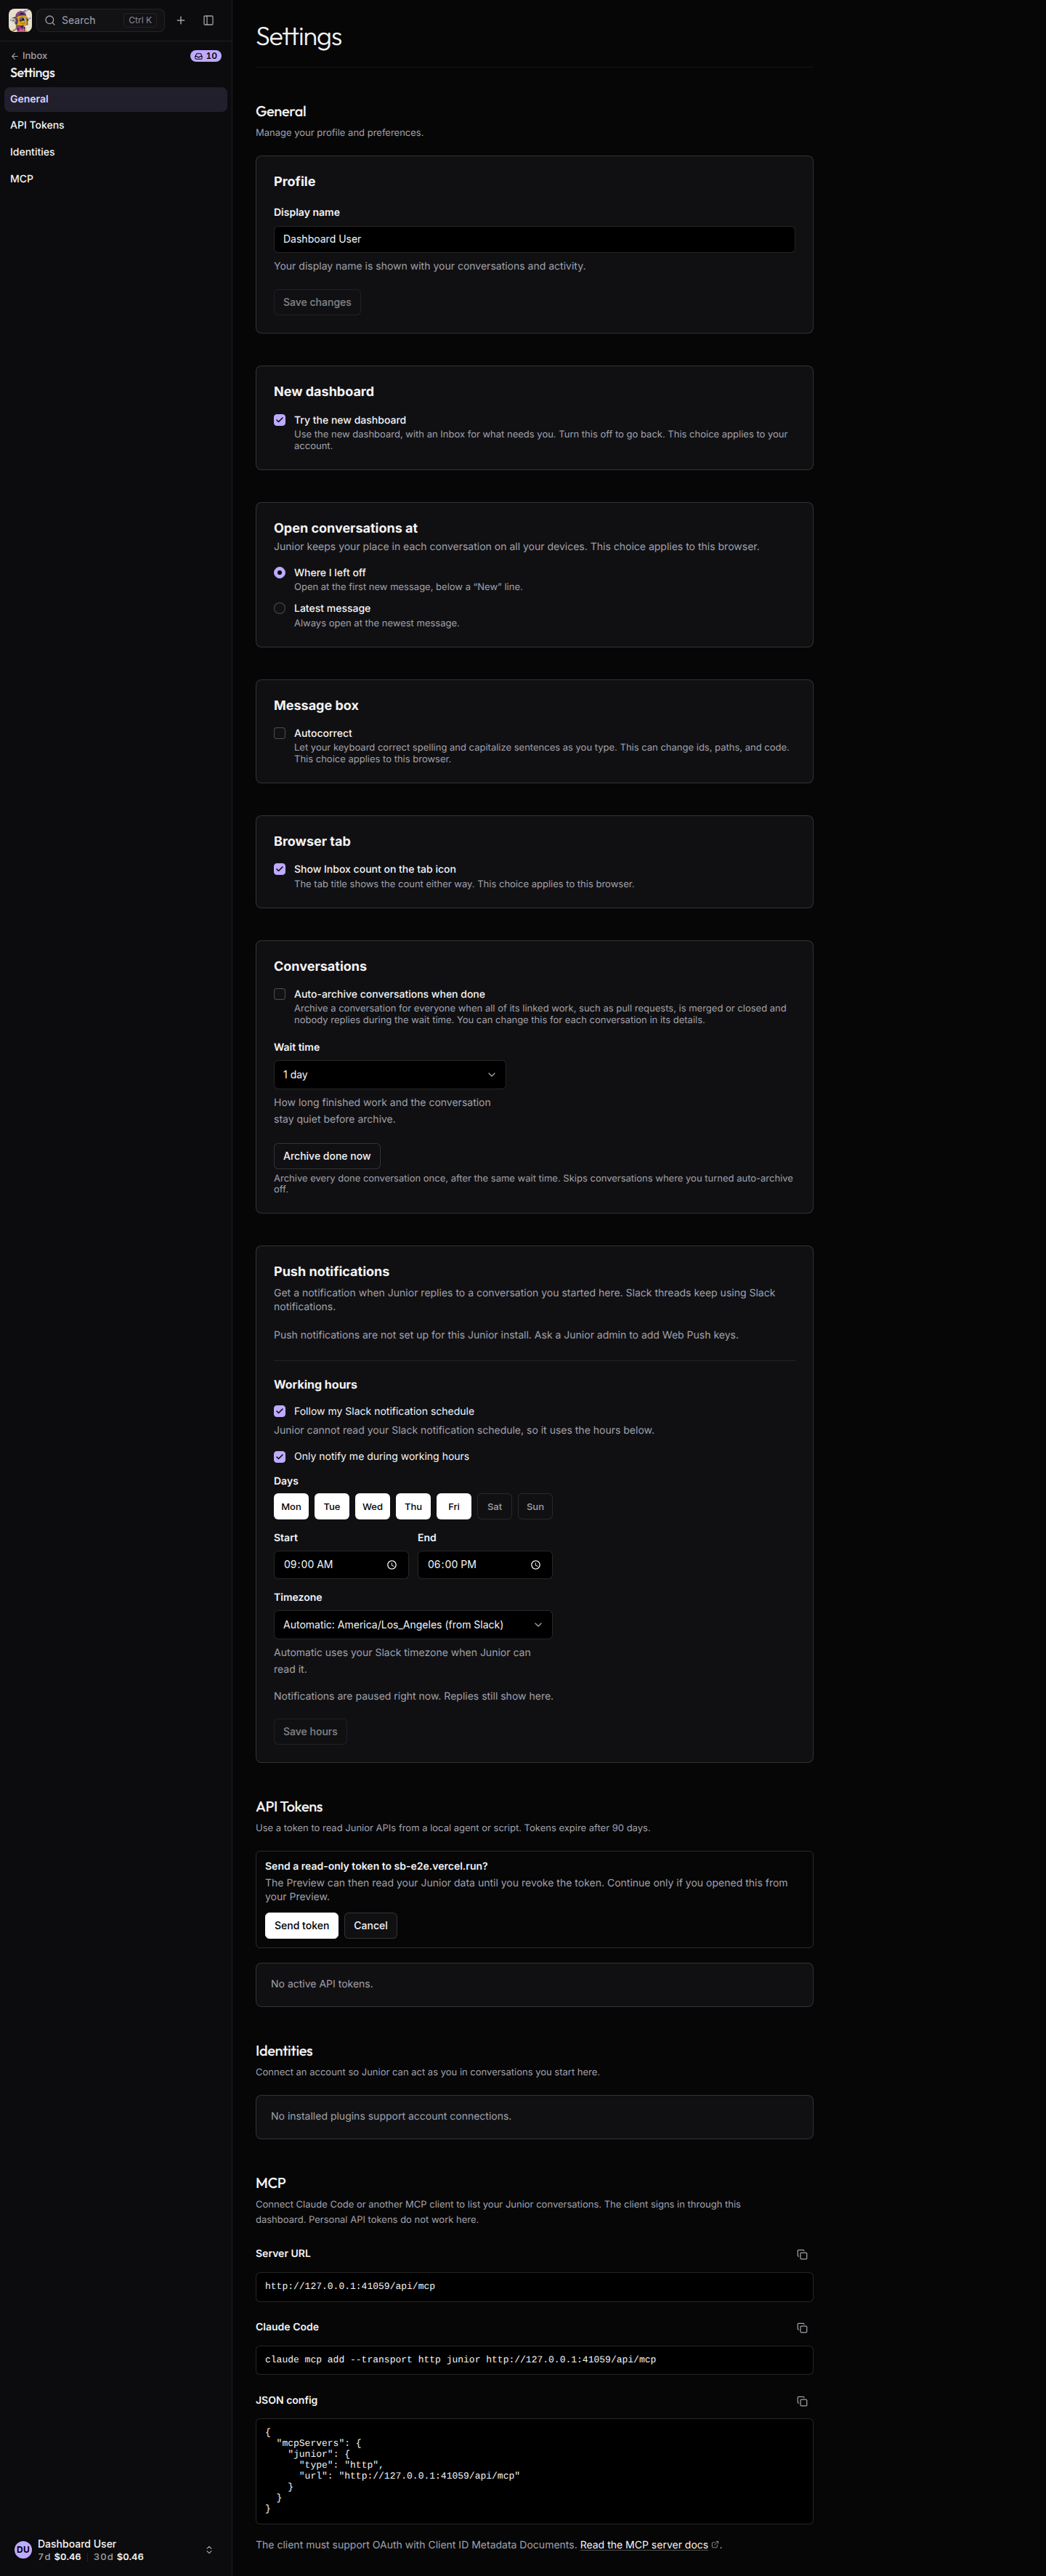 Search
Ctrl K
Inbox
10
Settings
General
API Tokens
Identities
MCP
Settings
General
Manage your profile and preferences.
Profile
Display name
Dashboard User
Your display name is shown with your conversations and activity.
Save changes
New dashboard
Try the new dashboard
Use the new dashboard, with an Inbox for what needs you. Turn this off to go back. This choice applies to your
account.
Open conversations at
Junior keeps your place in each conversation on all your devices. This choice applies to this browser.
Where I left off
Open at the first new message, below a “New” line.
Latest message
Always open at the newest message.
Message box
Autocorrect
Let your keyboard correct spelling and capitalize sentences as you type. This can change ids, paths, and code.
This choice applies to this browser.
Browser tab
Show Inbox count on the tab icon
The tab title shows the count either way. This choice applies to this browser.
Conversations
Auto-archive conversations when done
Archive a conversation for everyone when all of its linked work, such as pull requests, is merged or closed and
nobody replies during the wait time. You can change this for each conversation in its details.
Wait time
1 day
How long finished work and the conversation
stay quiet before archive.
Archive done now
Archive every done conversation once, after the same wait time. Skips conversations where you turned auto-archive
off.
Push notifications
Get a notification when Junior replies to a conversation you started here. Slack threads keep using Slack
notifications.
Push notifications are not set up for this Junior install. Ask a Junior admin to add Web Push keys.
Working hours
Follow my Slack notification schedule
Junior cannot read your Slack notification schedule, so it uses the hours below.
Only notify me during working hours
Days
Mon Tue Wed Thu Fri Sat Sun
Start End
09:00 AM 06:00 PM
Timezone
Automatic: America/Los_Angeles (from Slack)
Automatic uses your Slack timezone when Junior can
read it.
Notifications are paused right now. Replies still show here.
Save hours
API Tokens
Use a token to read Junior APIs from a local agent or script. Tokens expire after 90 days.
Send a read-only token to sb-e2e.vercel.run?
The Preview can then read your Junior data until you revoke the token. Continue only if you opened this from
your Preview.
Send token Cancel
No active API tokens.
Identities
Connect an account so Junior can act as you in conversations you start here.
No installed plugins support account connections.
MCP
Connect Claude Code or another MCP client to list your Junior conversations. The client signs in through this
dashboard. Personal API tokens do not work here.
Server URL
http://127.0.0.1:41059/api/mcp
Claude Code
claude mcp add --transport http junior http://127.0.0.1:41059/api/mcp
JSON config
{
  "mcpServers": {
    "junior": {
      "type": "http",
      "url": "http://127.0.0.1:41059/api/mcp"
    }
  }
}
The client must support OAuth with Client ID Metadata Documents. Read the MCP server docs.
DU
Dashboard User
7d $0.46 30d $0.46